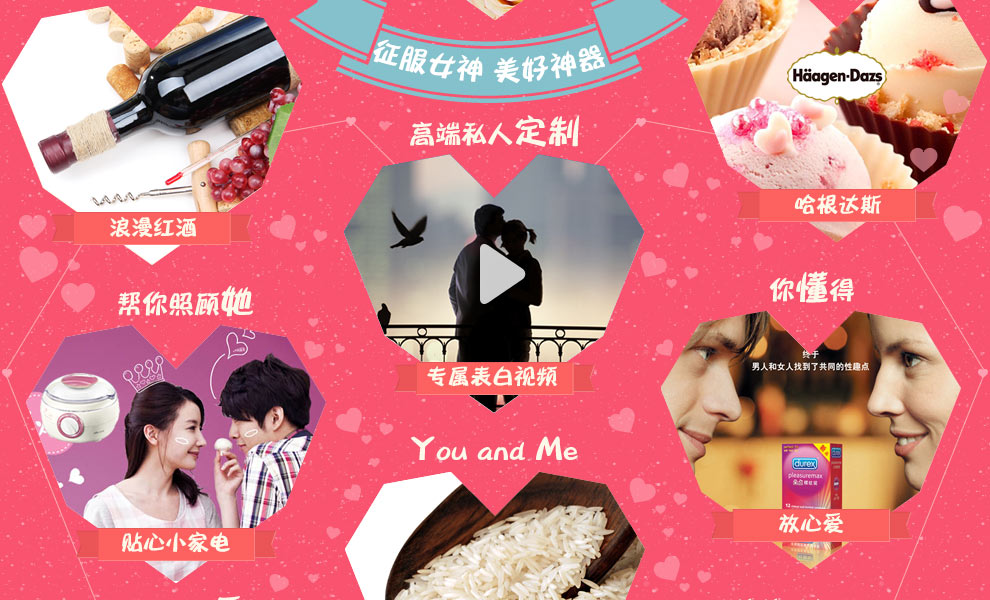 征服女神 美好神器
Häagen-Dazs
高端私人定制
哈根达斯
浪漫红酒
你懂得
帮你照顾她
终于
男人和女人找到了共同的性趣点
专属表白视频
You and Me
durex
pleasuremax
放心爱
贴心小家电